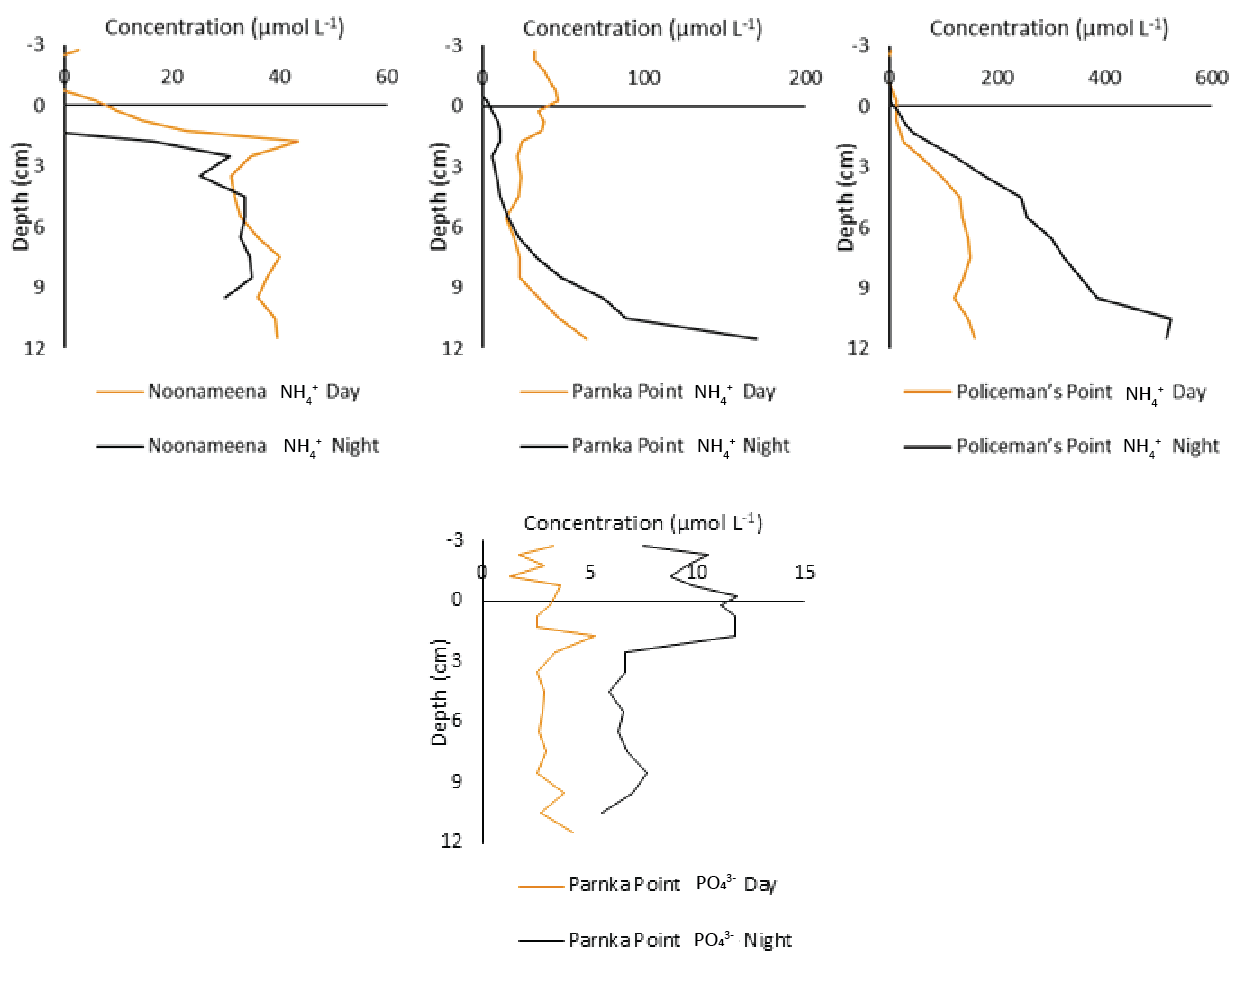 Concentration (µmol L⁻¹)
-3
0 20 40 60
0
3
6
9
12
Depth (cm)
Noonameena NH₄⁺ Day
Noonameena NH₄⁺ Night
Concentration (µmol L⁻¹)
-3
0 100 200
0
3
6
9
12
Depth (cm)
Parnka Point NH₄⁺ Day
Parnka Point NH₄⁺ Night
Concentration (µmol L⁻¹)
-3
0 200 400 600
0
3
6
9
12
Depth (cm)
Policeman's Point NH₄⁺ Day
Policeman's Point NH₄⁺ Night
Concentration (µmol L⁻¹)
-3
0 5 10 15
0
3
6
9
12
Depth (cm)
Parnka Point PO₄³⁻ Day
Parnka Point PO₄³⁻ Night